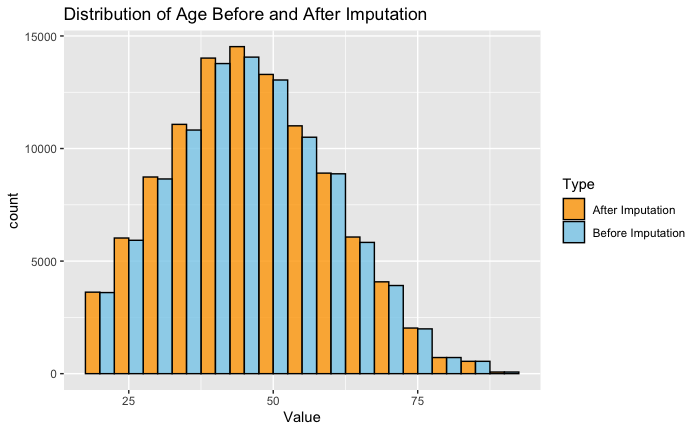 Distribution of Age Before and After Imputation
15000
10000
5000
0
count
25 50 75
Value
Type
After Imputation
Before Imputation